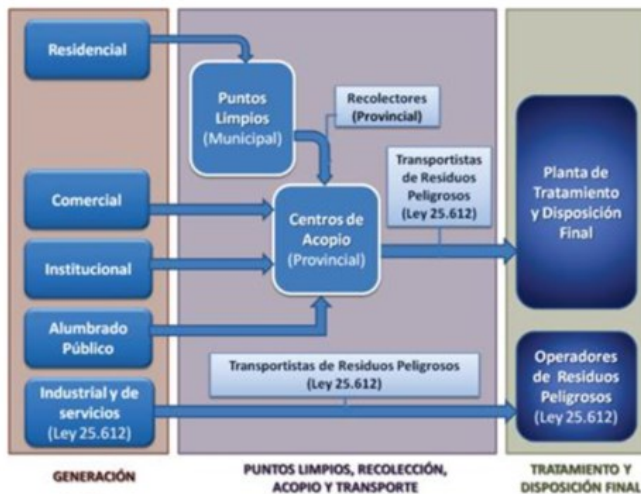 Residencial
Puntos
Limpios
(Municipal)
Recolectores
(Provincial)
Transportistas
de Residuos
Peligrosos
(Ley 25.612)
Planta de
Tratamiento
y Disposición
Final
Comercial
Centros de
Acopio
(Provincial)
Institucional
Alumbrado
Público
Transportistas de Residuos Peligrosos
(Ley 25.612)
Operadores
de Residuos
Peligrosos
(Ley 25.612)
Industrial y de
servicios
(Ley 25.612)
GENERACIÓN
PUNTOS LIMPIOS, RECOLECCIÓN,
ACOPIO Y TRANSPORTE
TRATAMIENTO Y
DISPOSICIÓN FINAL